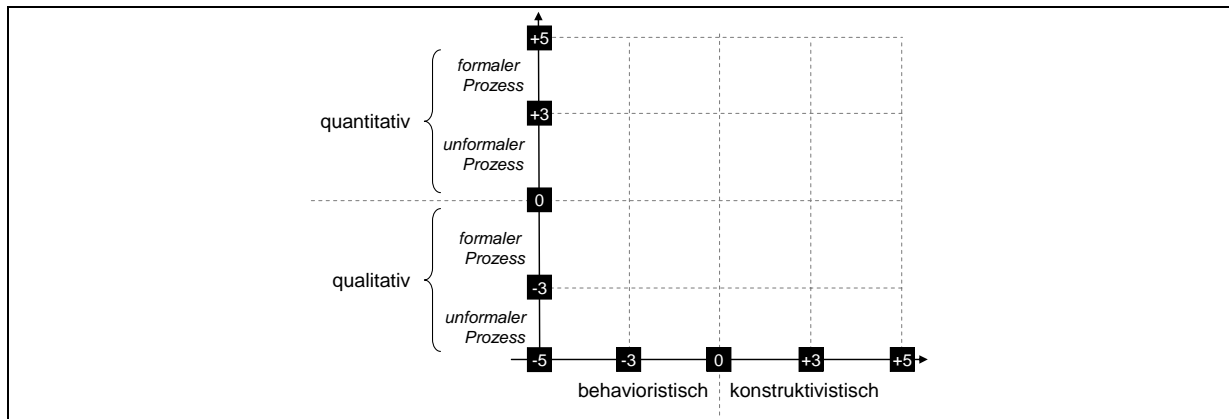 +5
formaler
Prozess
+3
quantitativ
unformaler
Prozess
0
formaler
Prozess
qualitativ
-3
unformaler
Prozess
-5 -3 0 +3 +5
behavioristisch konstruktivistisch